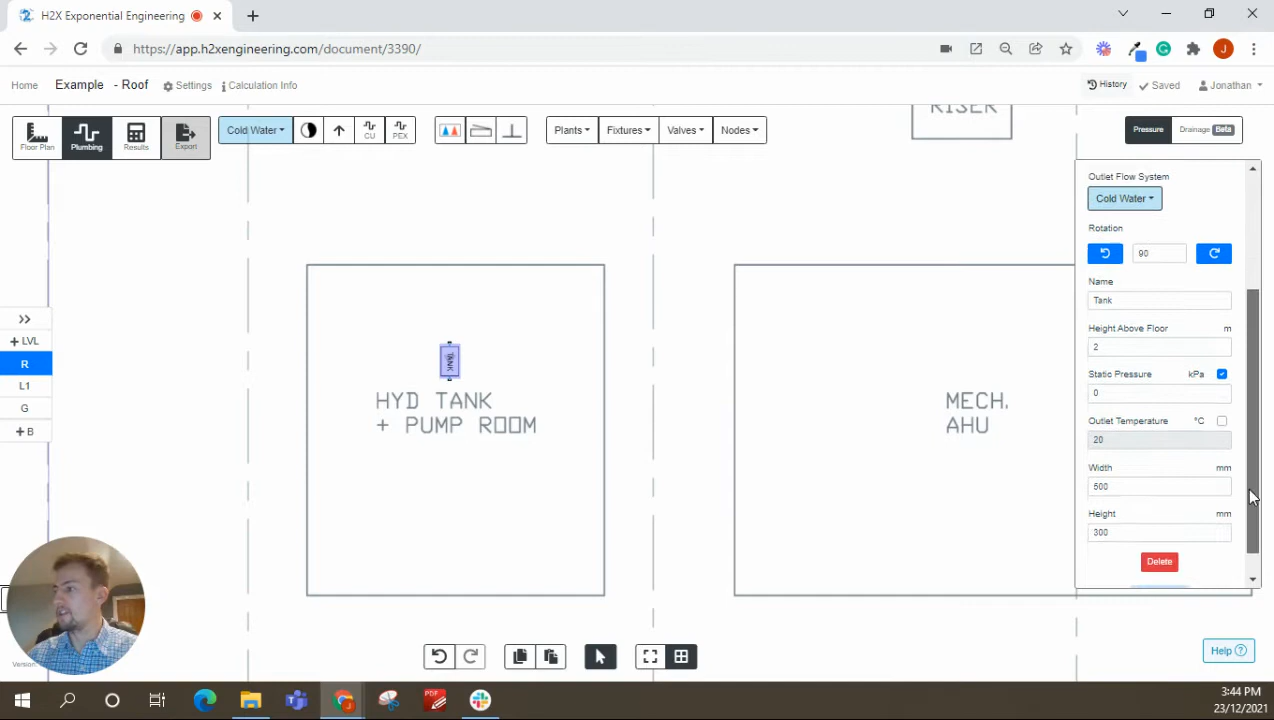 H2X Exponential Engineering
https://app.h2xengineering.com/document/3390/
J
Home Example - Roof Settings Calculation Info History Saved Jonathan
Floor Plan Plumbing Results Export Cold Water CU PEX Plants Fixtures Valves Nodes Pressure Drainage Beta
RISER
Outlet Flow System
Cold Water
Rotation
90
Name
Tank
Height Above Floor m
2
Static Pressure kPa
0
Outlet Temperature °C
20
Width mm
500
Height mm
300
Delete
+ LVL
R
L1
G
+ B
TANK
HYD TANK
+ PUMP ROOM
MECH.
AHU
Version:
Help
PDF
3:44 PM
23/12/2021